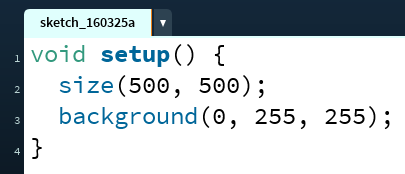 sketch_160325a ▼
1 void setup() {
2   size(500, 500);
3   background(0, 255, 255);
4 }